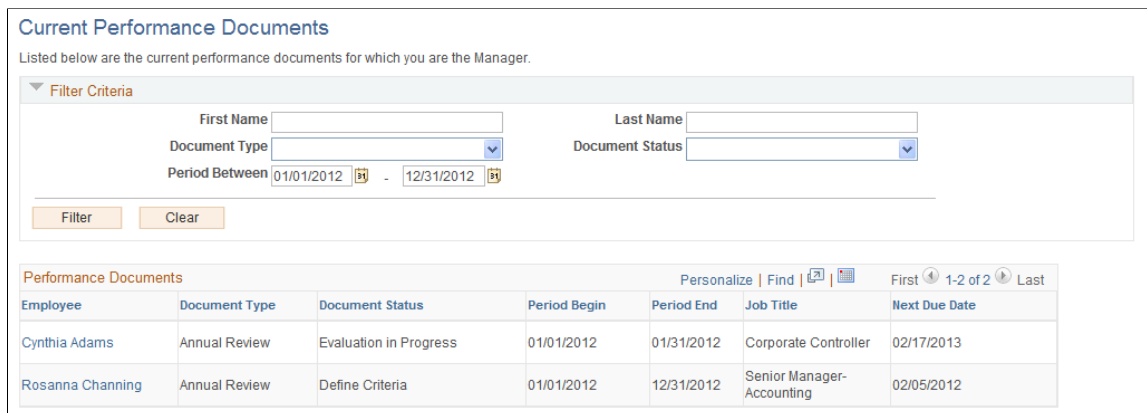 Current Performance Documents
Listed below are the current performance documents for which you are the Manager.
Filter Criteria
First Name Last Name
Document Type Document Status
Period Between 01/01/2012 31 - 12/31/2012 31
Filter Clear
Performance Documents Personalize | Find | | First 1-2 of 2 Last
Employee Document Type Document Status Period Begin Period End Job Title Next Due Date
Cynthia Adams Annual Review Evaluation in Progress 01/01/2012 01/31/2012 Corporate Controller 02/17/2013
Rosanna Channing Annual Review Define Criteria 01/01/2012 12/31/2012 Senior Manager- 02/05/2012
Accounting